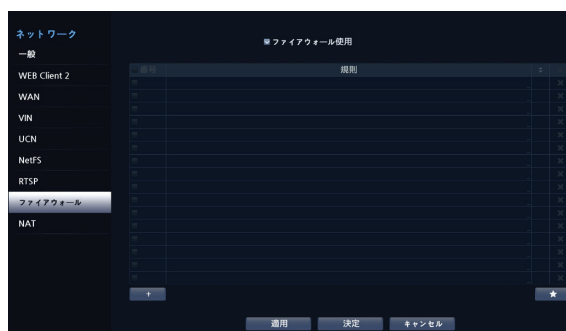 ネットワーク
一般
WEB Client 2
WAN
VIN
UCN
NetFS
RTSP
ファイアウォール
NAT
ファイアウォール使用
規則
+
適用 決定 キャンセル